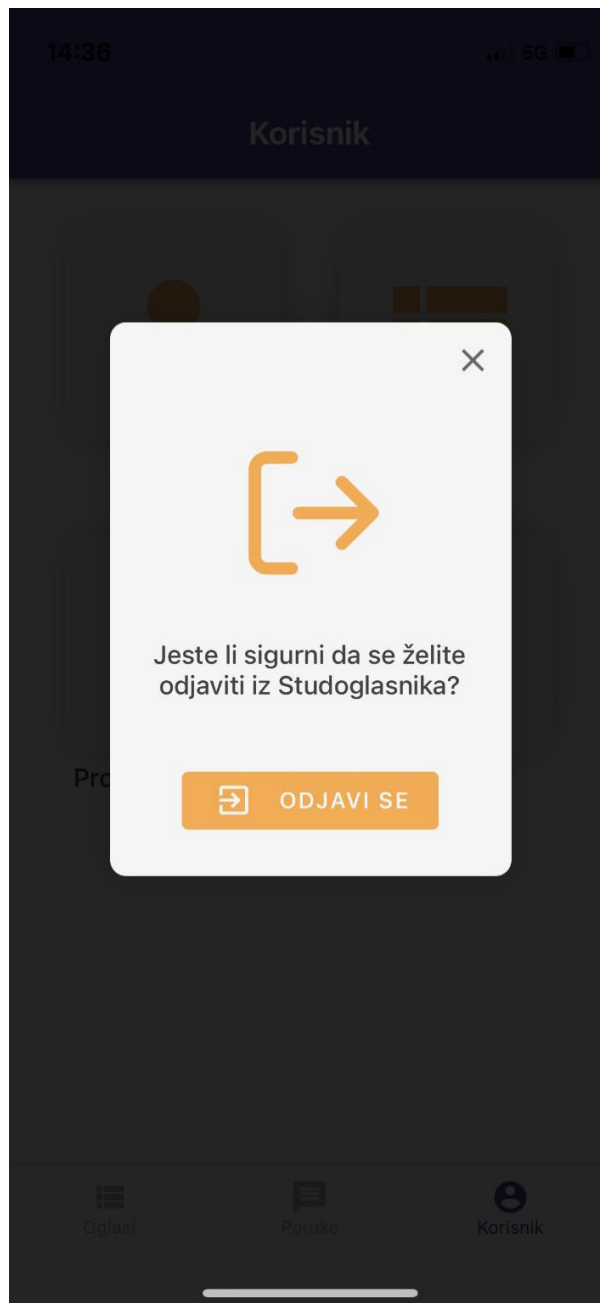 14:36
5G
Korisnik
Jeste li sigurni da se želite
odjaviti iz Studoglasnika?
ODJAVI SE
Oglasi
Poruke
Korisnik